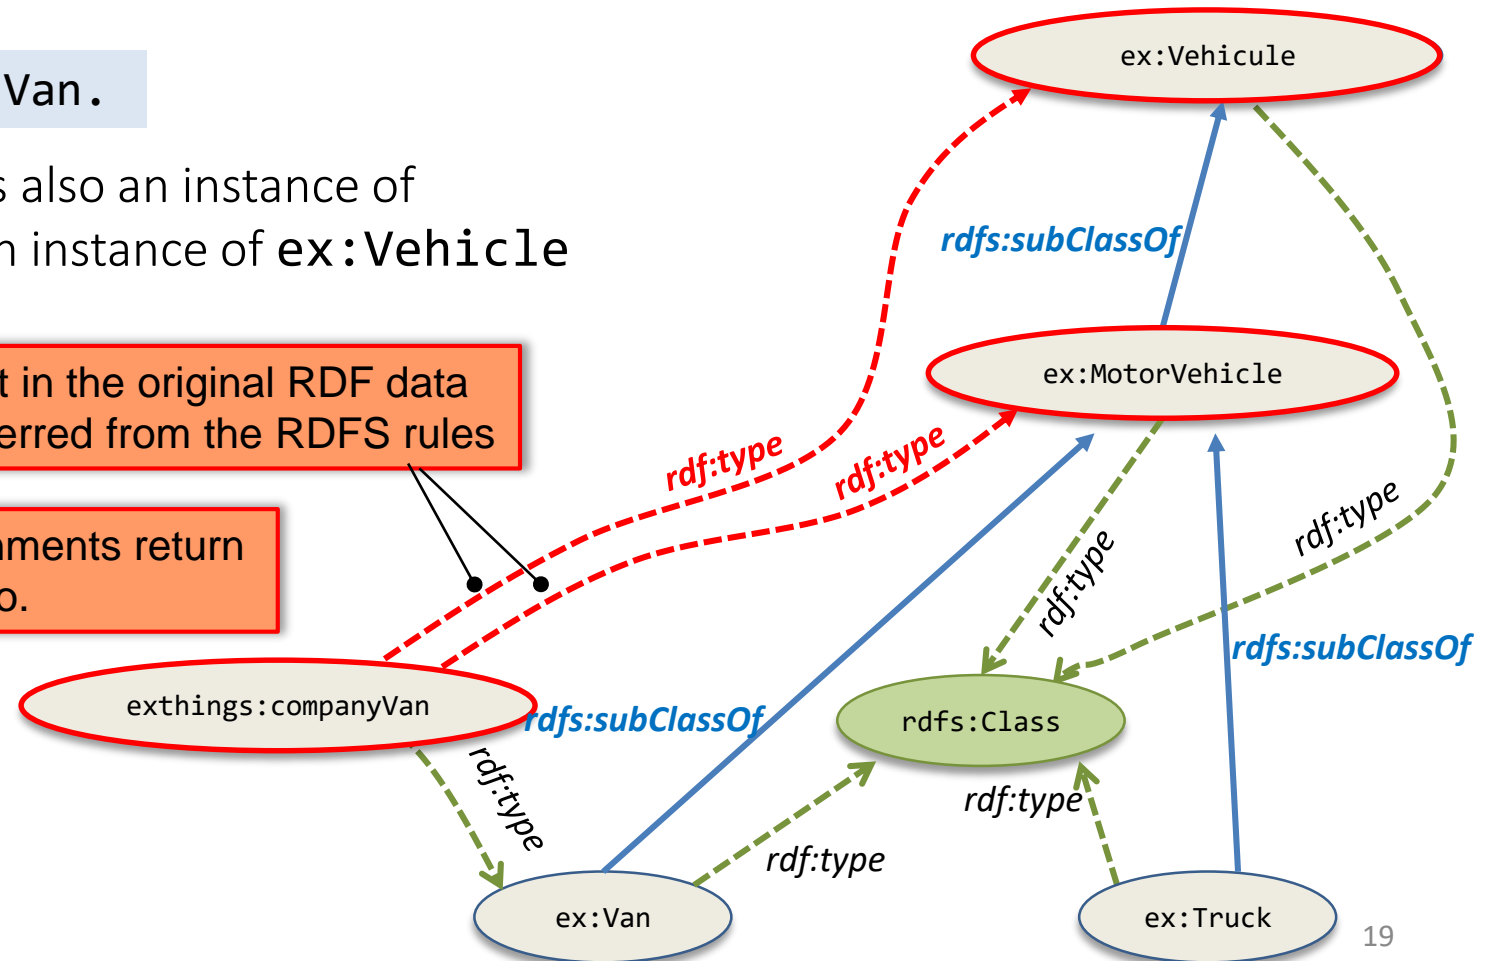 Van.
s also an instance of
n instance of ex:Vehicle
t in the original RDF data
erred from the RDFS rules
ments return
o.
ex:Vehicule
rdfs:subClassOf
ex:MotorVehicle
rdf:type
rdf:type
rdf:type
rdf:type
rdfs:subClassOf
exthings:companyVan
rdfs:subClassOf
rdfs:Class
rdf:type
rdf:type
rdf:type
ex:Van
ex:Truck
19